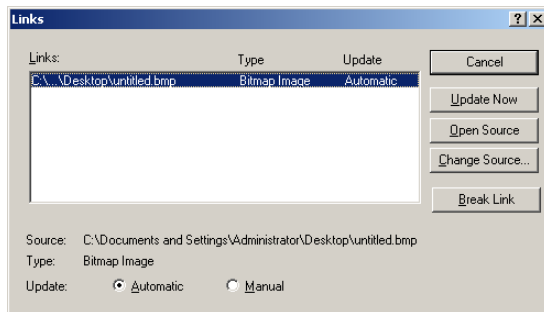 Links
Links: Type Update
C:\...\Desktop\untitled.bmp Bitmap Image Automatic
Cancel
Update Now
Open Source
Change Source...
Break Link
Source: C:\Documents and Settings\Administrator\Desktop\untitled.bmp
Type: Bitmap Image
Update: Automatic Manual